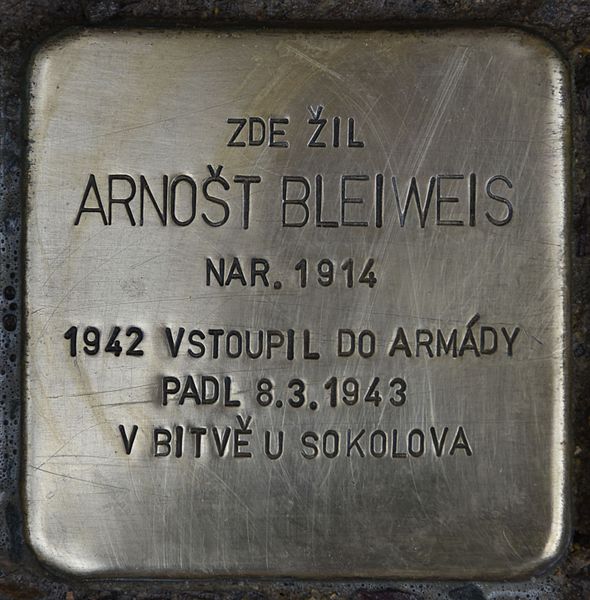 ZDE ŽIL
ARNOŠT BLEIWEIS
NAR. 1914
1942 VSTOUPIL DO ARMÁDY
PADL 8.3.1943
V BITVĚ U SOKOLOVA